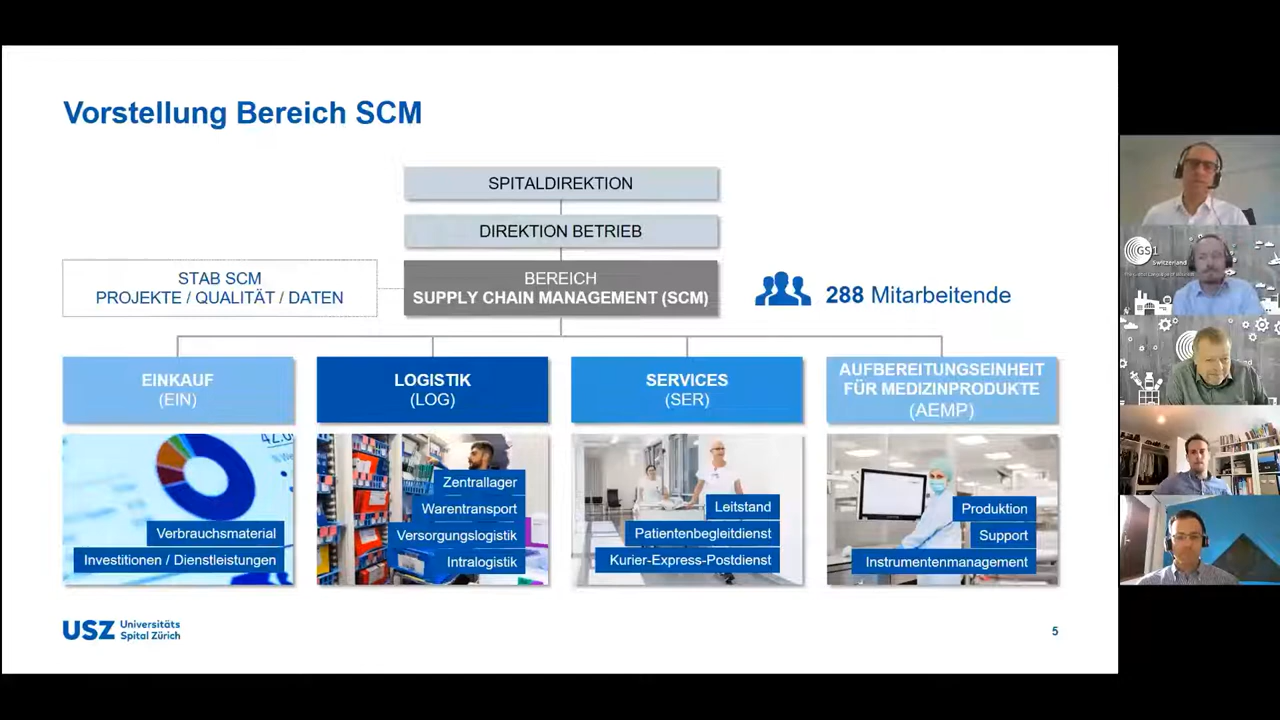 Vorstellung Bereich SCM
SPITALDIREKTION
DIREKTION BETRIEB
STAB SCM
PROJEKTE / QUALITÄT / DATEN
BEREICH
SUPPLY CHAIN MANAGEMENT (SCM)
288 Mitarbeitende
EINKAUF
(EIN)
LOGISTIK
(LOG)
SERVICES
(SER)
AUFBEREITUNGSEINHEIT
FÜR MEDIZINPRODUKTE
(AEMP)
Verbrauchsmaterial
Investitionen / Dienstleistungen
Zentrallager
Warentransport
Versorgungslogistik
Intralogistik
Leitstand
Patientenbegleitdienst
Kurier-Express-Postdienst
Produktion
Support
Instrumentenmanagement
USZ Universitäts
Spital Zürich
5
GS1
Switzerland